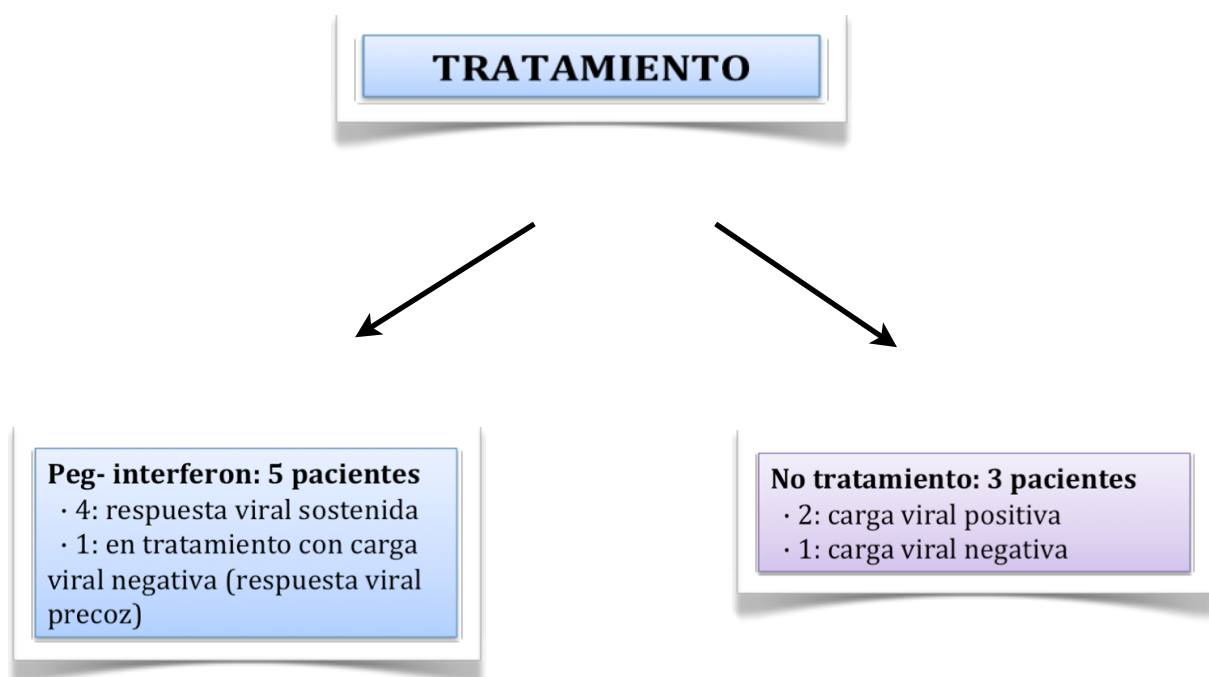 TRATAMIENTO
Peg- interferon: 5 pacientes
· 4: respuesta viral sostenida
· 1: en tratamiento con carga
viral negativa (respuesta viral
precoz)
No tratamiento: 3 pacientes
· 2: carga viral positiva
· 1: carga viral negativa